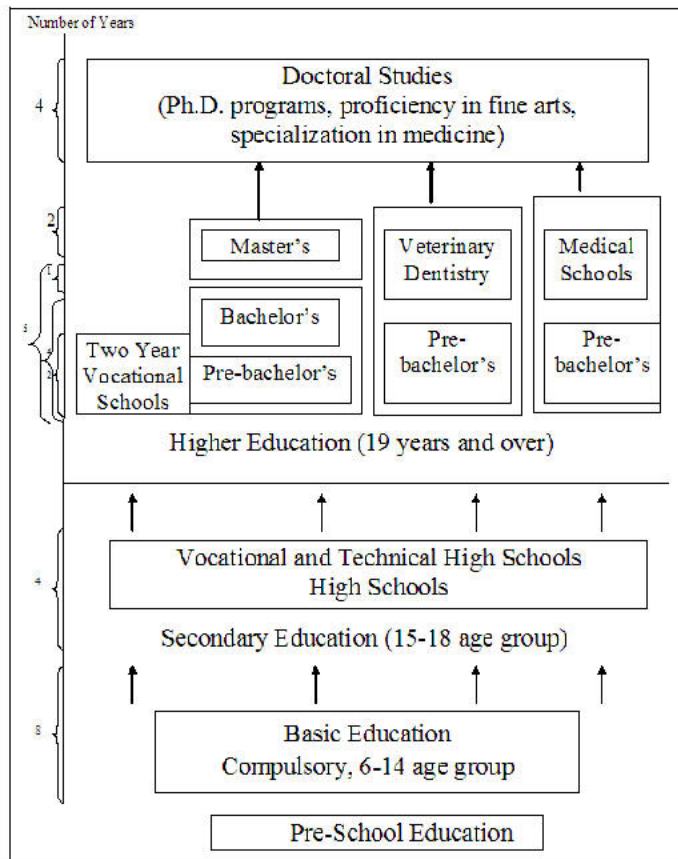 Number of Years
4
Doctoral Studies
(Ph.D. programs, proficiency in fine arts,
specialization in medicine)
2
Master's
Veterinary
Dentistry
Medical
Schools
1
5
4
2
Bachelor's
Two Year
Vocational
Schools
Pre-bachelor's
Pre-
bachelor's
Pre-
bachelor's
Higher Education (19 years and over)
4
Vocational and Technical High Schools
High Schools
Secondary Education (15-18 age group)
8
Basic Education
Compulsory, 6-14 age group
Pre-School Education